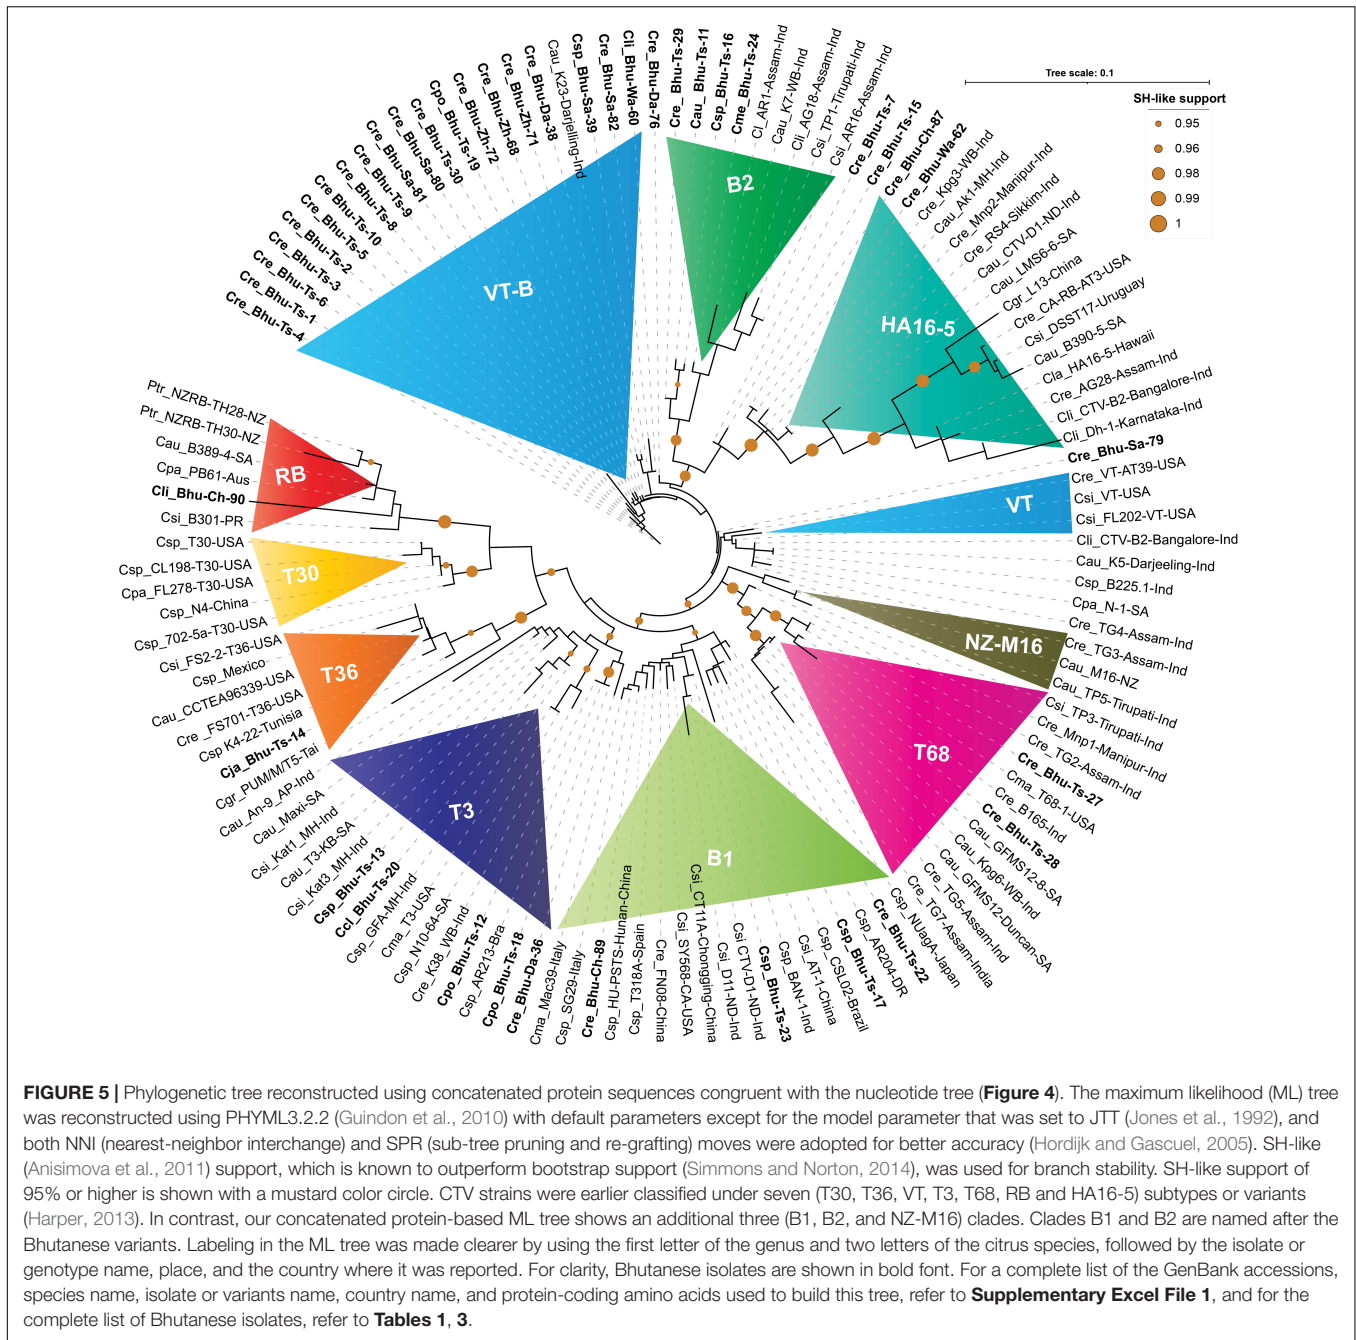 Cre_Bhu-Ts-4
Cre_Bhu-Ts-1
Cre_Bhu-Ts-6
Cre_Bhu-Ts-3
Cre_Bhu-Ts-2
Cre_Bhu-Ts-5
Cre_Bhu-Ts-10
Cre_Bhu-Ts-8
Cre_Bhu-Ts-9
Cre_Bhu-Sa-81
Cre_Bhu-Sa-80
Cre_Bhu-Ts-30
Cpo_Bhu-Ts-19
Cre_Bhu-Zh-72
Cre_Bhu-Zh-68
Cre_Bhu-Zh-71
Cre_Bhu-Da-38
Cau_K23-Darjelling-Ind
Csp_Bhu-Sa-39
Cre_Bhu-Sa-82
Cli_Bhu-Wa-60
Cre_Bhu-Da-76
Cre_ Bhu-Ts-29
Cau_ Bhu-Ts-11
Csp_Bhu-Ts-16
Cme_Bhu-Ts-24
Cl_AR1-Assam-Ind
Cau_K7-WB-Ind
Cli_AG18-Assam-Ind
Csi_TP1-Tirupati-Ind
Csi_AR16-Assam-Ind
Cre_Bhu-Ts-7
Cre_Bhu-Ts-15
Cre_Bhu-Ch-87
Cre_Bhu-Wa-62
Cre_Kpg3-WB-Ind
Cau_Ak1-MH-Ind
Cre_Mnp2-Manipur-Ind
Cre_RS4-Sikkim-Ind
Cau_CTV-D1-ND-Ind
Cau_LMS6-6-SA
Cgr_L13-China
Cre_CA-RB-AT3-USA
Csi_DSST17-Uruguay
Cau_B390-5-SA
Cla_HA16-5-Hawaii
Cre_AG28-Assam-Ind
Cli_CTV-B2-Bangalore-Ind
Cli_Dh-1-Karnataka-Ind
Cre_Bhu-Sa-79
Cre_VT-AT39-USA
Csi_VT-USA
Csi_FL202-VT-USA
Cli_CTV-B2-Bangalore-Ind
Cau_K5-Darjeeling-Ind
Csp_B225.1-Ind
Cpa_N-1-SA
Cre_TG4-Assam-Ind
Cre_TG3-Assam-Ind
Cau_M16-NZ
Cau_TP5-Tirupati-Ind
Csi_TP3-Tirupati-Ind
Cre_Mnp1-Manipur-Ind
Cre_TG2-Assam-Ind
Cre_Bhu-Ts-27
Cma_T68-1-USA
Cre_B165-Ind
Cre_Bhu-Ts-28
Cau_GFMS12-8-SA
Cau_Kpg6-WB-Ind
Cau_GFMS12-Duncan-SA
Cre_TG5-Assam-Ind
Cre_TG7-Assam-India
Csp_NUagA-Japan
Cre_Bhu-Ts-22
Csp_AR204-DR
Csp_Bhu-Ts-17
Csp_CSL02-Brazil
Csi_AT-1-China
Csp_BAN-1-Ind
Csp_Bhu-Ts-23
Csi CTV-D1-ND-Ind
Csi_D11-ND-Ind
Csi_CT11A-Chongging-China
Csi_SY568-CA-USA
Cre_FN08-China
Csp_T318A-Spain
Csp_HU-PSTS-Hunan-China
Cre_Bhu-Ch-89
Csp_SG29-Italy
Cma_Mac39-Italy
Cre_Bhu-Da-36
Cpo_Bhu-Ts-18
Csp_AR213-Bra
Cpo_Bhu-Ts-12
Cre_K38_WB-Ind
Csp_N10-64-SA
Cma_T3-USA
Csp_GFA-MH-Ind
Ccl_Bhu-Ts-20
Csp_Bhu-Ts-13
Csi_Kat3_MH-Ind
Cau_T3-KB-SA
Csi_Kat1_MH-Ind
Cau_Maxi-SA
Cau_An-9_AP-Ind
Cgr_PUM/M/T5-Tai
Cja_Bhu-Ts-14
Csp K4-22-Tunisia
Cre _FS701-T36-USA
Cau_CCTEA96339-USA
Csp_Mexico
Csi_FS2-2-T36-USA
Csp_702-5a-T30-USA
Csp_N4-China
Cpa_FL278-T30-USA
Csp_CL198-T30-USA
Csp_T30-USA
Csi_B301-PR
Cli_Bhu-Ch-90
Cpa_PB61-Aus
Cau_B389-4-SA
Ptr_NZRB-TH30-NZ
Ptr_NZRB-TH28-NZ
VT-B
B2
HA16-5
VT
NZ-M16
T68
B1
T3
T36
T30
RB
Tree scale: 0.1
SH-like support
0.95
0.96
0.98
0.99
1
FIGURE 5 | Phylogenetic tree reconstructed using concatenated protein sequences congruent with the nucleotide tree (Figure 4). The maximum likelihood (ML) tree
was reconstructed using PHYML3.2.2 (Guindon et al., 2010) with default parameters except for the model parameter that was set to JTT (Jones et al., 1992), and
both NNI (nearest-neighbor interchange) and SPR (sub-tree pruning and re-grafting) moves were adopted for better accuracy (Hordijk and Gascuel, 2005). SH-like
(Anisimova et al., 2011) support, which is known to outperform bootstrap support (Simmons and Norton, 2014), was used for branch stability. SH-like support of
95% or higher is shown with a mustard color circle. CTV strains were earlier classified under seven (T30, T36, VT, T3, T68, RB and HA16-5) subtypes or variants
(Harper, 2013). In contrast, our concatenated protein-based ML tree shows an additional three (B1, B2, and NZ-M16) clades. Clades B1 and B2 are named after the
Bhutanese variants. Labeling in the ML tree was made clearer by using the first letter of the genus and two letters of the citrus species, followed by the isolate or
genotype name, place, and the country where it was reported. For clarity, Bhutanese isolates are shown in bold font. For a complete list of the GenBank accessions,
species name, isolate or variants name, country name, and protein-coding amino acids used to build this tree, refer to Supplementary Excel File 1, and for the
complete list of Bhutanese isolates, refer to Tables 1, 3.